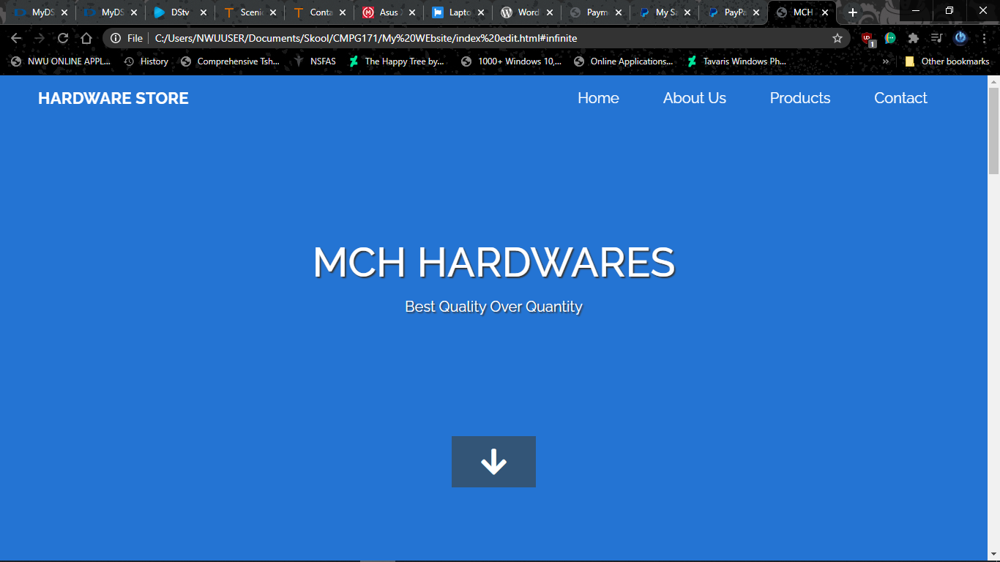 MyDS MyDS DStv Sceni Conta Asus Lapto Word Paym My Sa PayPa MCH
File C:/Users/NWUUSER/Documents/Skool/CMPG171/My%20WEbsite/index%20edit.html#infinite
NWU ONLINE APPL... History Comprehensive Tsh... NSFAS The Happy Tree by... 1000+ Windows 10,... Online Applications... Tavaris Windows Ph... » Other bookmarks
HARDWARE STORE Home About Us Products Contact
MCH HARDWARES
Best Quality Over Quantity